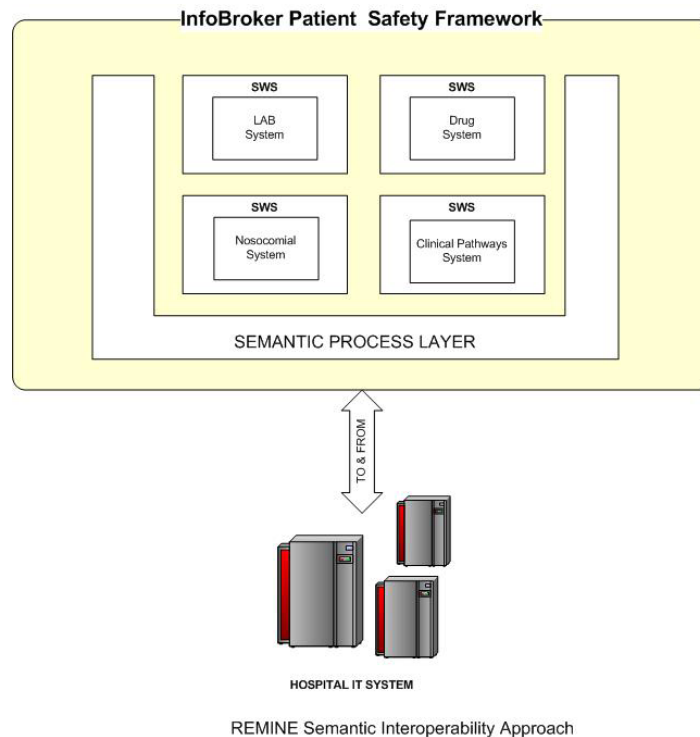 InfoBroker Patient Safety Framework
SWS
LAB
System
SWS
Drug
System
SWS
Nosocomial
System
SWS
Clinical Pathways
System
SEMANTIC PROCESS LAYER
TO & FROM
HOSPITAL IT SYSTEM
REMINE Semantic Interoperability Approach